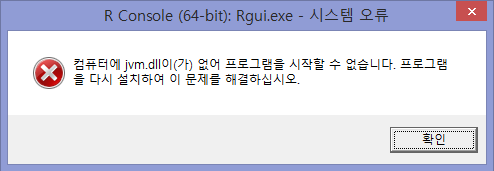 R Console (64-bit): Rgui.exe - 시스템 오류
컴퓨터에 jvm.dll이(가) 없어 프로그램을 시작할 수 없습니다. 프로그램
을 다시 설치하여 이 문제를 해결하십시오.
확인